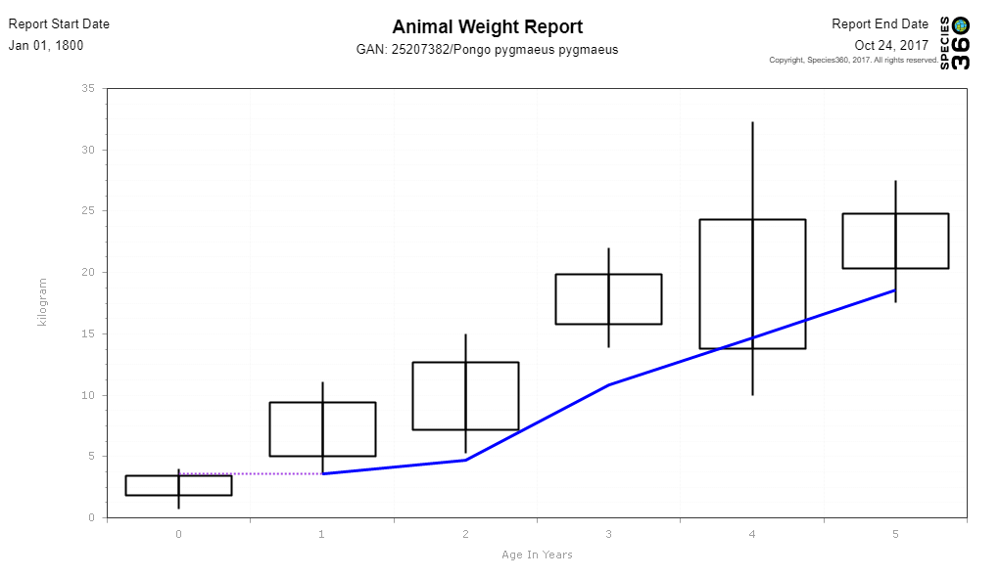 Report Start Date
Jan 01, 1800
Animal Weight Report
GAN: 25207382/Pongo pygmaeus pygmaeus
Report End Date
Oct 24, 2017
Copyright, Species360, 2017. All rights reserved.
SPECIES
360
35
30
25
20
15
10
5
0
kilogram
0 1 2 3 4 5
Age In Years